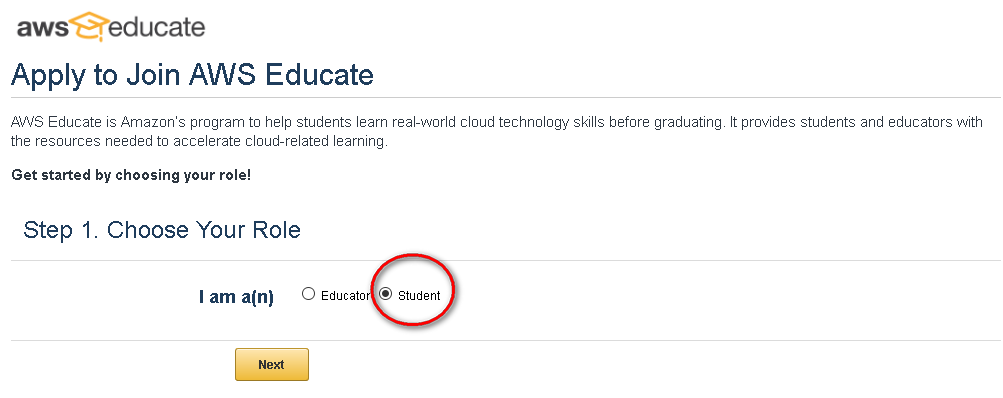 aws educate
Apply to Join AWS Educate
AWS Educate is Amazon's program to help students learn real-world cloud technology skills before graduating. It provides students and educators with
the resources needed to accelerate cloud-related learning.
Get started by choosing your role!
Step 1. Choose Your Role
I am a(n) Educator Student
Next